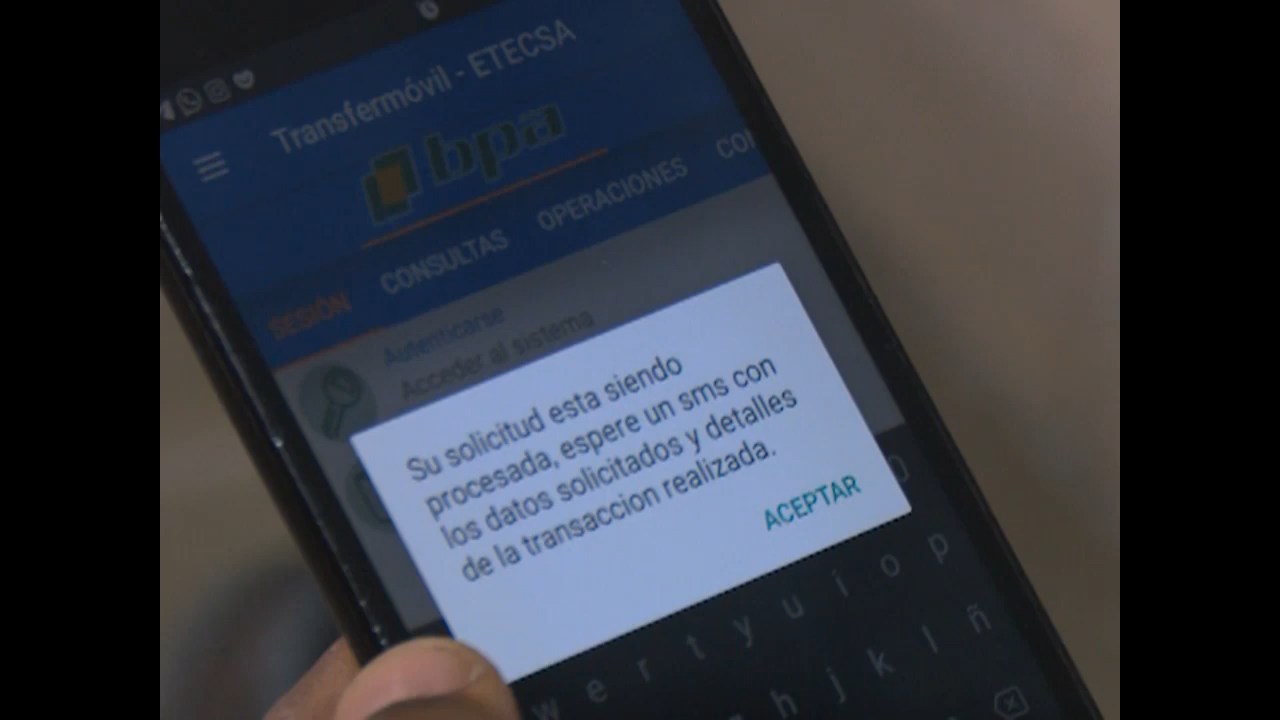 Transfermóvil - ETECSA
bpa
SESIÓN CONSULTAS OPERACIONES CON
Autenticarse
Acceder al sistema
Su solicitud esta siendo
procesada, espere un sms con
los datos solicitados y detalles
de la transaccion realizada.
ACEPTAR
w e r t y u i o p
h j k l ñ